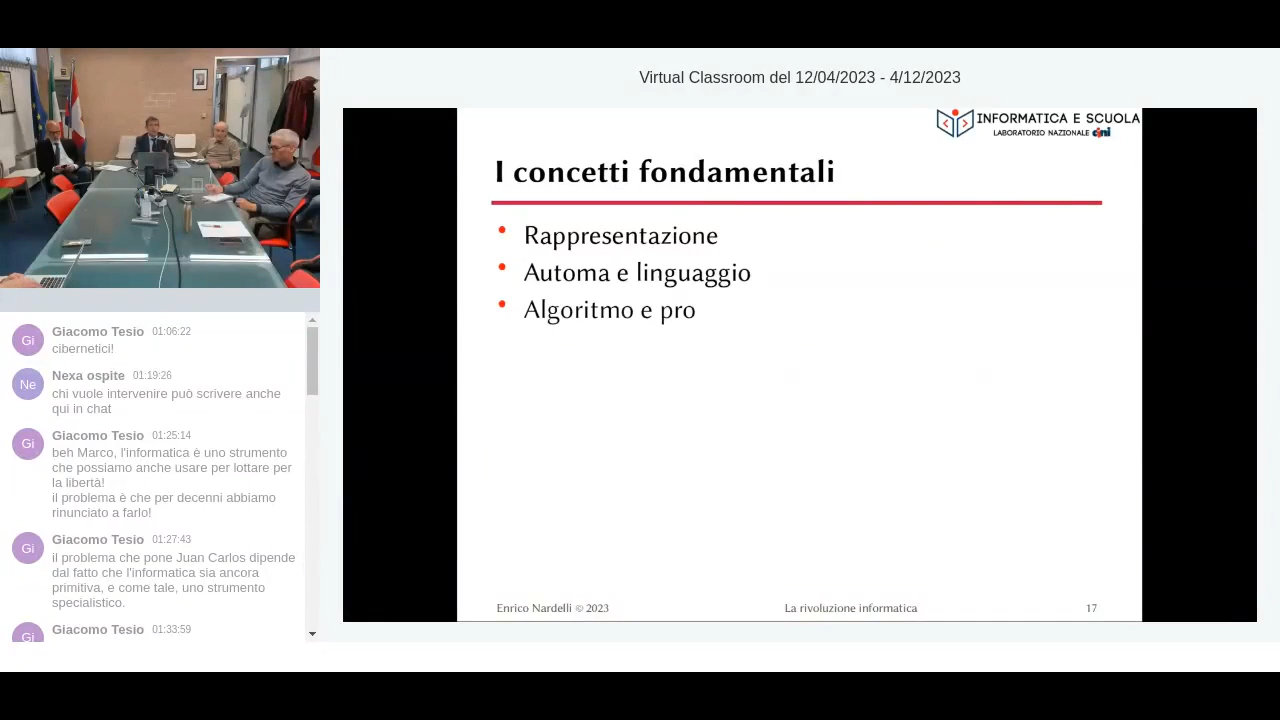 Virtual Classroom del 12/04/2023 - 4/12/2023
INFORMATICA E SCUOLA
LABORATORIO NAZIONALE cini
I concetti fondamentali
Rappresentazione
Automa e linguaggio
Algoritmo e pro
Enrico Nardelli © 2023
La rivoluzione informatica
17
Gi
Giacomo Tesio 01:06:22
cibernetici!
Ne
Nexa ospite 01:19:26
chi vuole intervenire può scrivere anche
qui in chat
Gi
Giacomo Tesio 01:25:14
beh Marco, l'informatica è uno strumento
che possiamo anche usare per lottare per
la libertà!
il problema è che per decenni abbiamo
rinunciato a farlo!
Gi
Giacomo Tesio 01:27:43
il problema che pone Juan Carlos dipende
dal fatto che l'informatica sia ancora
primitiva, e come tale, uno strumento
specialistico.
Gi
Giacomo Tesio 01:33:59